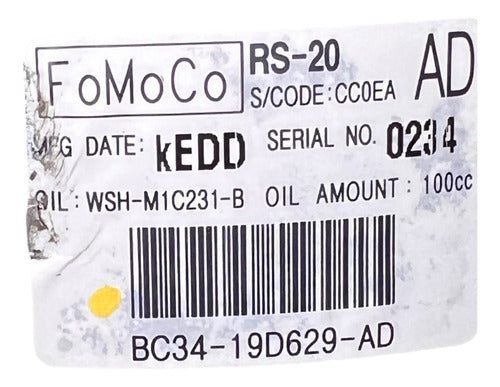 FoMoCo RS-20 AD
S/CODE:CC0EA
MFG DATE: kEDD SERIAL NO. 0234
OIL: WSH-M1C231-B OIL AMOUNT: 100cc
BC34-19D629-AD